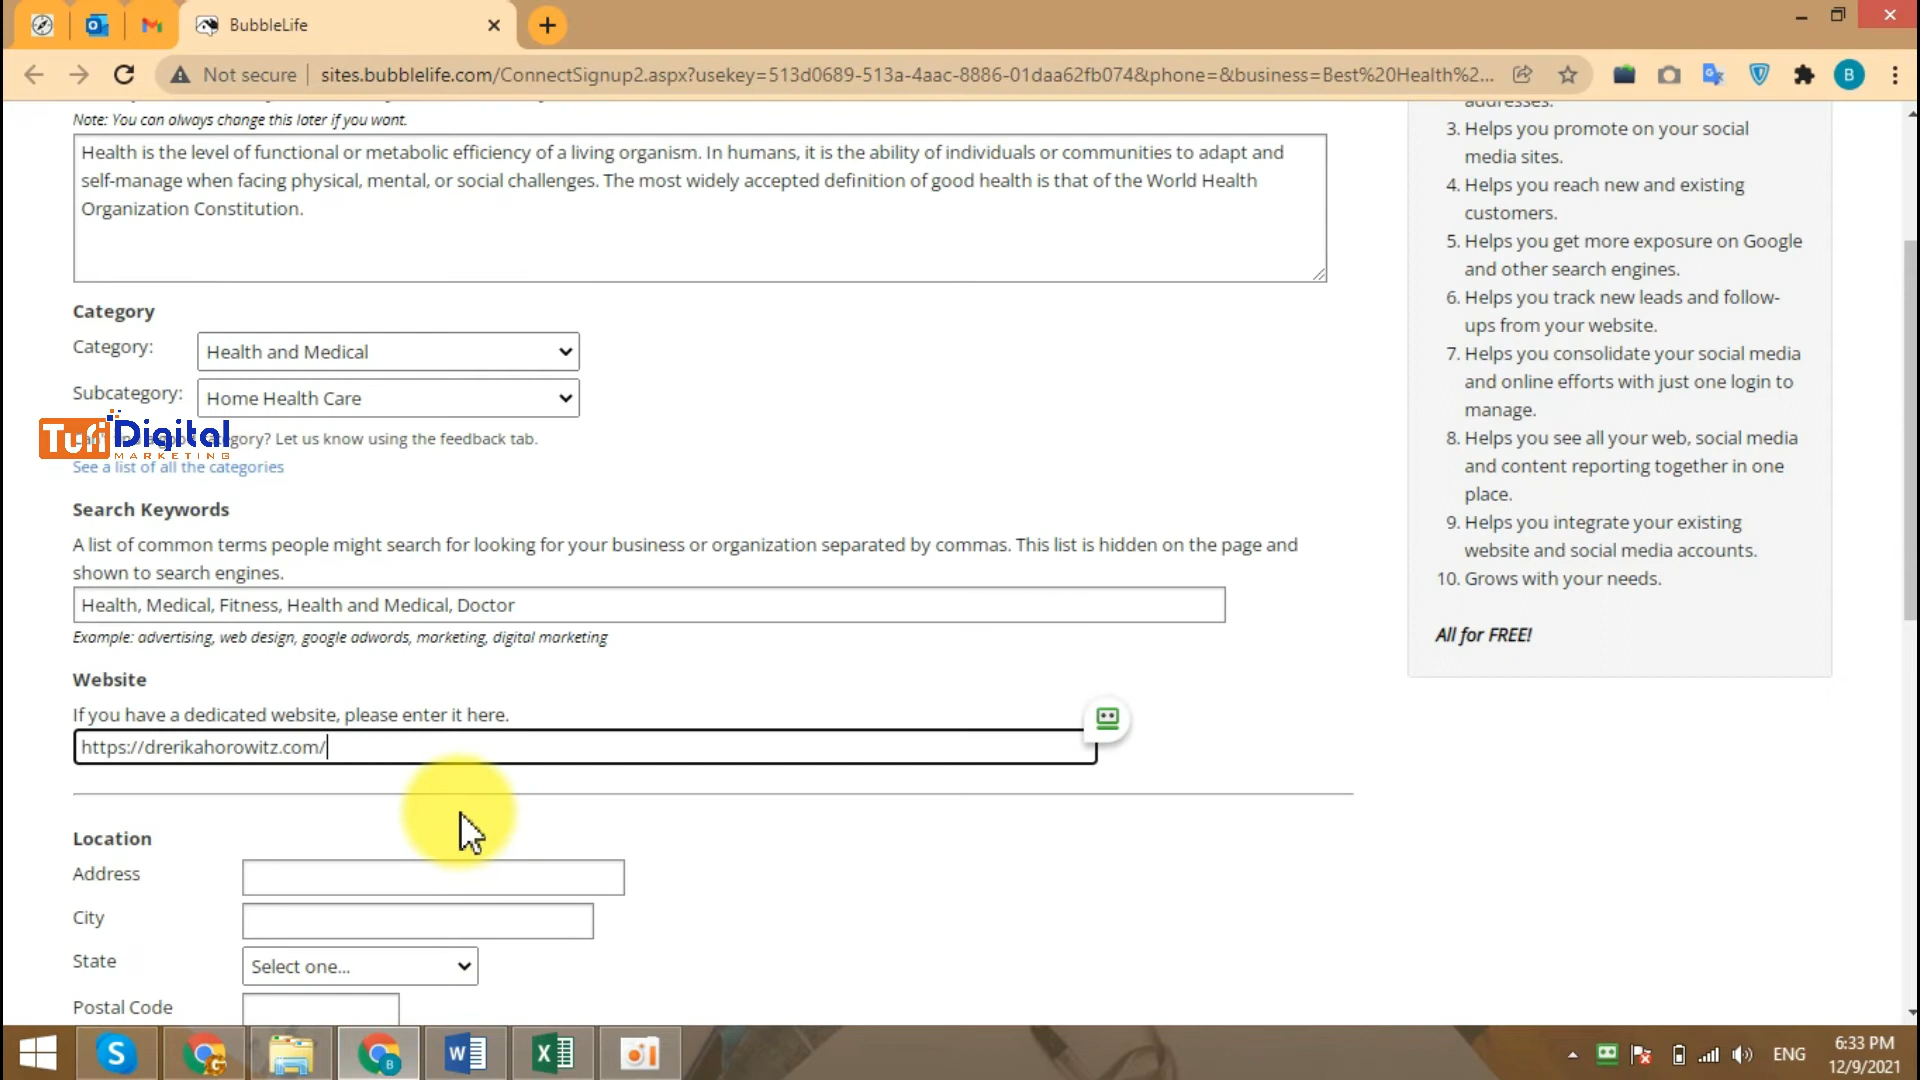 BubbleLife
Not secure
sites.bubblelife.com/ConnectSignup2.aspx?usekey=513d0689-513a-4aac-8886-01daa62fb074&phone=&business=Best%20Health%2...
B
Note: You can always change this later if you want.
Health is the level of functional or metabolic efficiency of a living organism. In humans, it is the ability of individuals or communities to adapt and
self-manage when facing physical, mental, or social challenges. The most widely accepted definition of good health is that of the World Health
Organization Constitution.
Category
Category:
Health and Medical
Subcategory:
Home Health Care
Tufi Digital
MARKETING
category? Let us know using the feedback tab.
See a list of all the categories
Search Keywords
A list of common terms people might search for looking for your business or organization separated by commas. This list is hidden on the page and
shown to search engines.
Health, Medical, Fitness, Health and Medical, Doctor
Example: advertising, web design, google adwords, marketing, digital marketing
Website
If you have a dedicated website, please enter it here.
https://drerikahorowitz.com/
Location
Address
City
State
Select one...
Postal Code
addresses.
3. Helps you promote on your social
media sites.
4. Helps you reach new and existing
customers.
5. Helps you get more exposure on Google
and other search engines.
6. Helps you track new leads and follow-
ups from your website.
7. Helps you consolidate your social media
and online efforts with just one login to
manage.
8. Helps you see all your web, social media
and content reporting together in one
place.
9. Helps you integrate your existing
website and social media accounts.
10. Grows with your needs.
All for FREE!
ENG
6:33 PM
12/9/2021